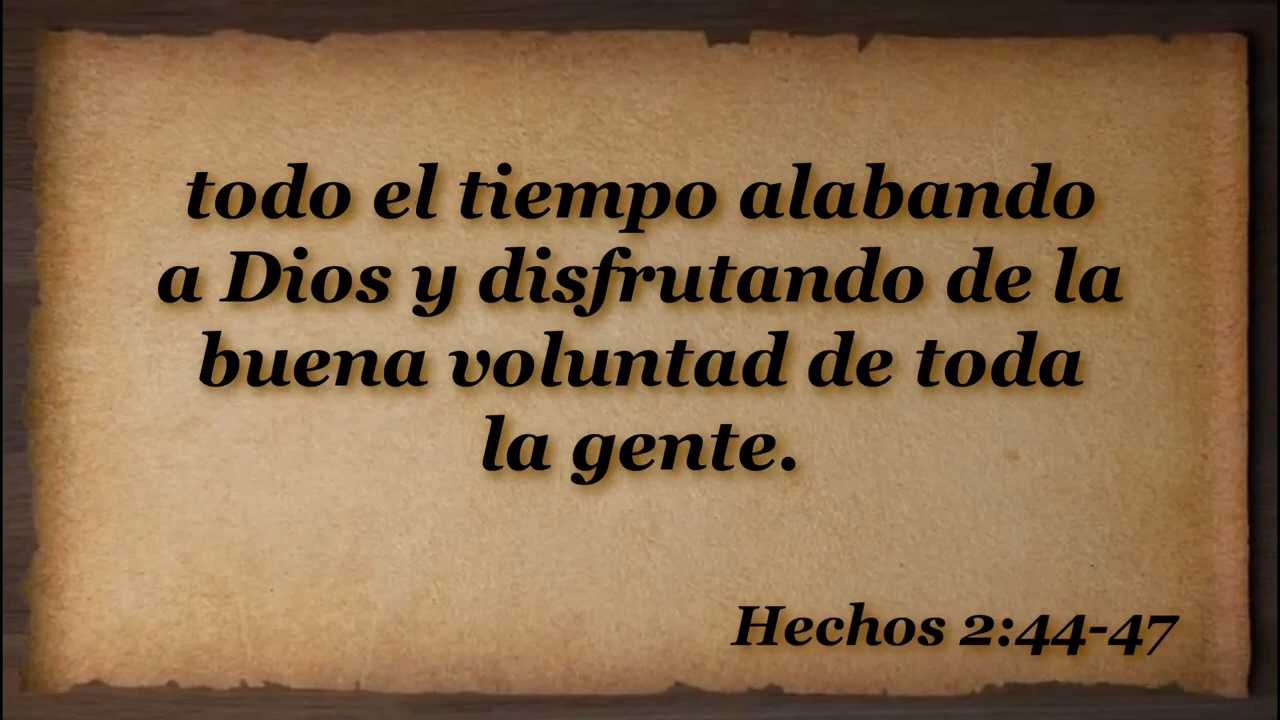 todo el tiempo alabando
a Dios y disfrutando de la
buena voluntad de toda
la gente.
Hechos 2:44-47